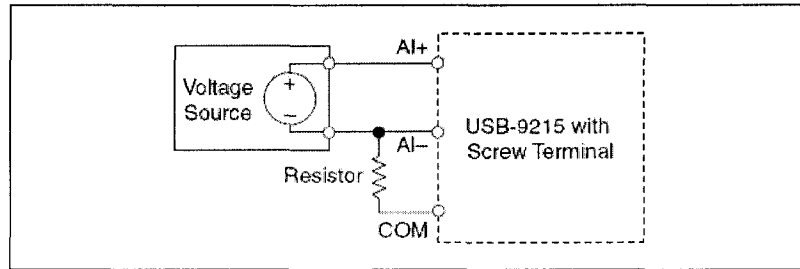 AI+
Voltage
Source
+
−
USB-9215 with
Screw Terminal
AI−
Resistor
COM